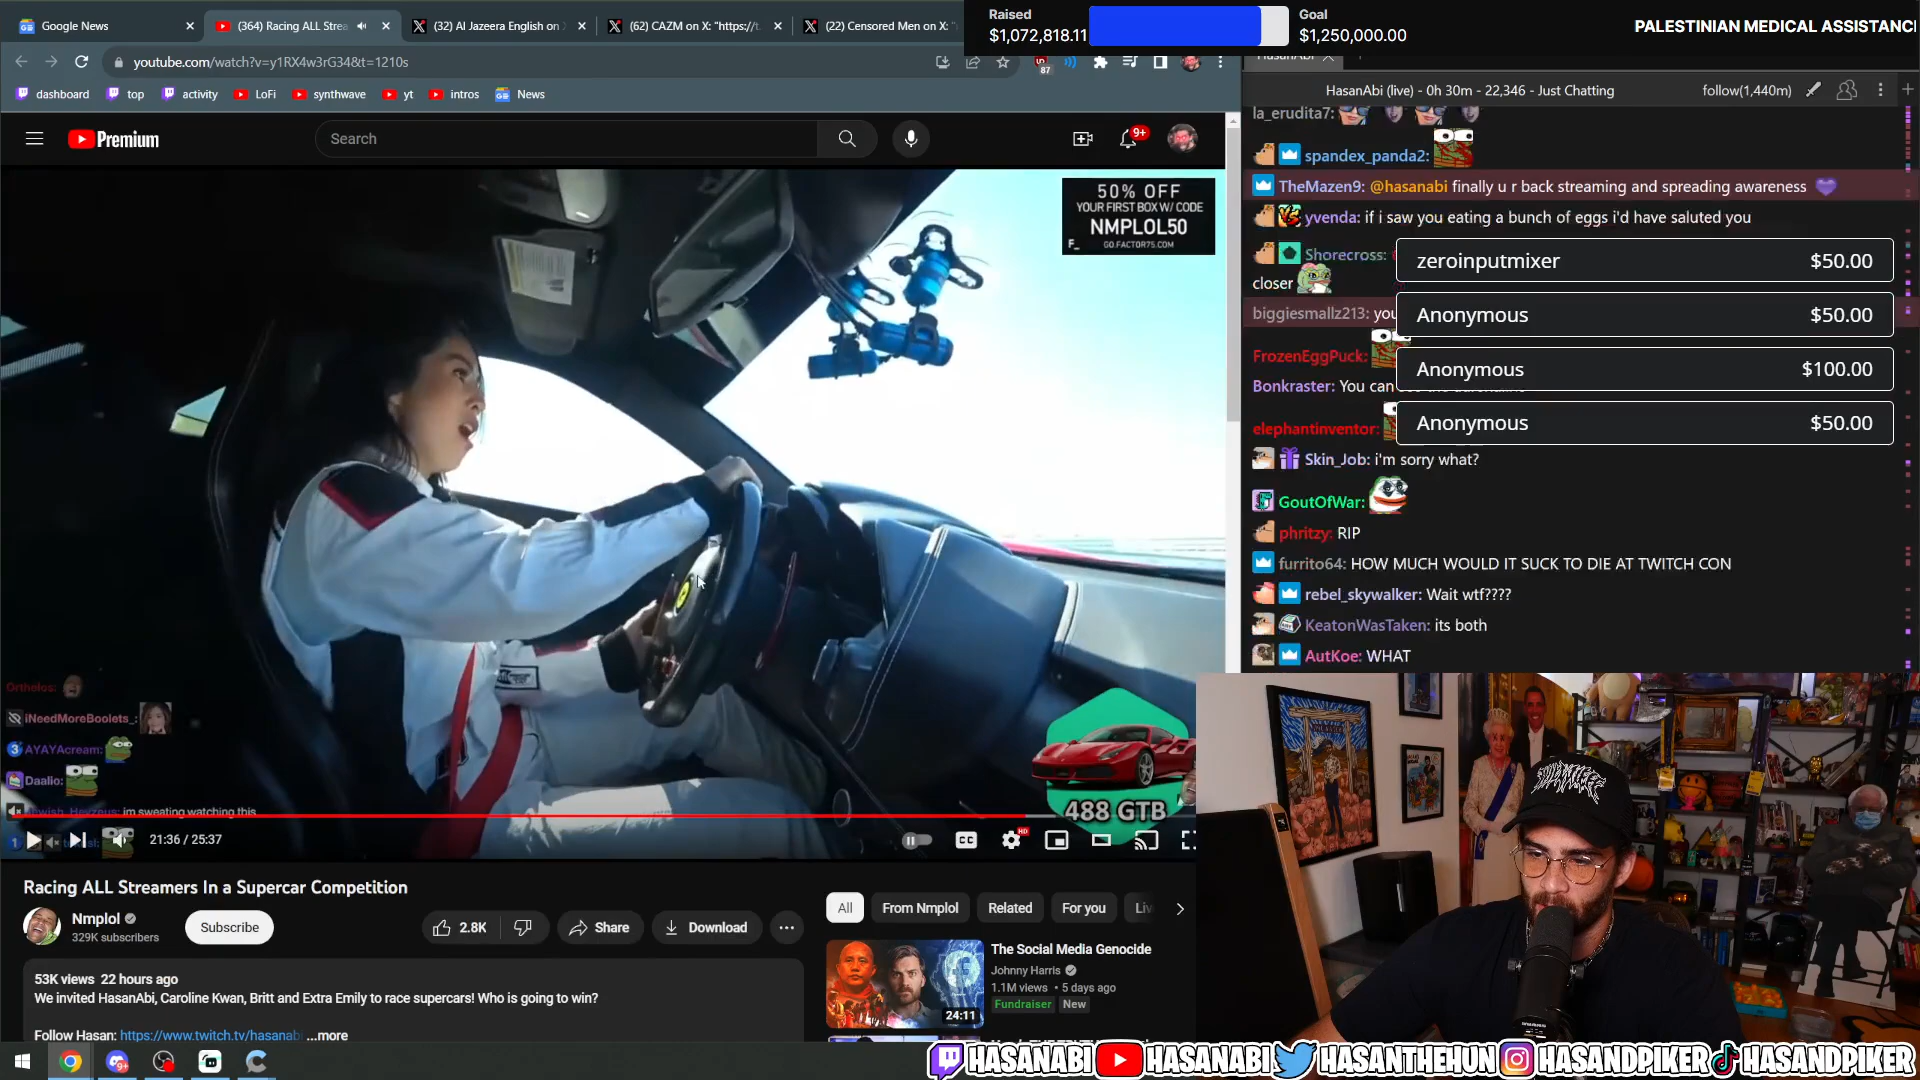 Google News
(364) Racing ALL Strea
(32) Al Jazeera English on
(62) CAZM on X: "https://t.
(22) Censored Men on X: "
Raised
$1,072,818.11
Goal
$1,250,000.00
PALESTINIAN MEDICAL ASSISTANC
youtube.com/watch?v=y1RX4w3rG34&t=1210s
87
dashboard
top
activity
LoFi
synthwave
yt
intros
News
HasanAbi
HasanAbi (live) - 0h 30m - 22,346 - Just Chatting
follow(1,440m)
Premium
Search
9+
50% OFF
YOUR FIRST BOX W/ CODE
NMPLOL50
GO.FACTOR75.COM
F_
la_erudita7:
spandex_panda2:
TheMazen9: @hasanabi finally u r back streaming and spreading awareness
yvenda: if i saw you eating a bunch of eggs i'd have saluted you
Shorecross:
closer
biggiesmallz213: you
FrozenEggPuck:
Bonkraster: You can
elephantinventor:
Skin_Job: i'm sorry what?
GoutOfWar:
phritzy: RIP
furrito64: HOW MUCH WOULD IT SUCK TO DIE AT TWITCH CON
rebel_skywalker: Wait wtf????
KeatonWasTaken: its both
AutKoe: WHAT
zeroinputmixer $50.00
Anonymous $50.00
Anonymous $100.00
Anonymous $50.00
Orthelos:
iNeedMoreBoolets_:
AYAYAcream:
Daalio:
im sweating watching this
488 GTB
21:36 / 25:37
CC
HD
Racing ALL Streamers In a Supercar Competition
Nmplol
329K subscribers
Subscribe
2.8K
Share
Download
53K views 22 hours ago
We invited HasanAbi, Caroline Kwan, Britt and Extra Emily to race supercars! Who is going to win?
Follow Hasan: https://www.twitch.tv/hasanab ...more
All
From Nmplol
Related
For you
Liv
The Social Media Genocide
Johnny Harris
1.1M views • 5 days ago
Fundraiser
New
24:11
HASANABI
HASANABI
HASANTHEHUN
HASANDPIKER
HASANDPIKER